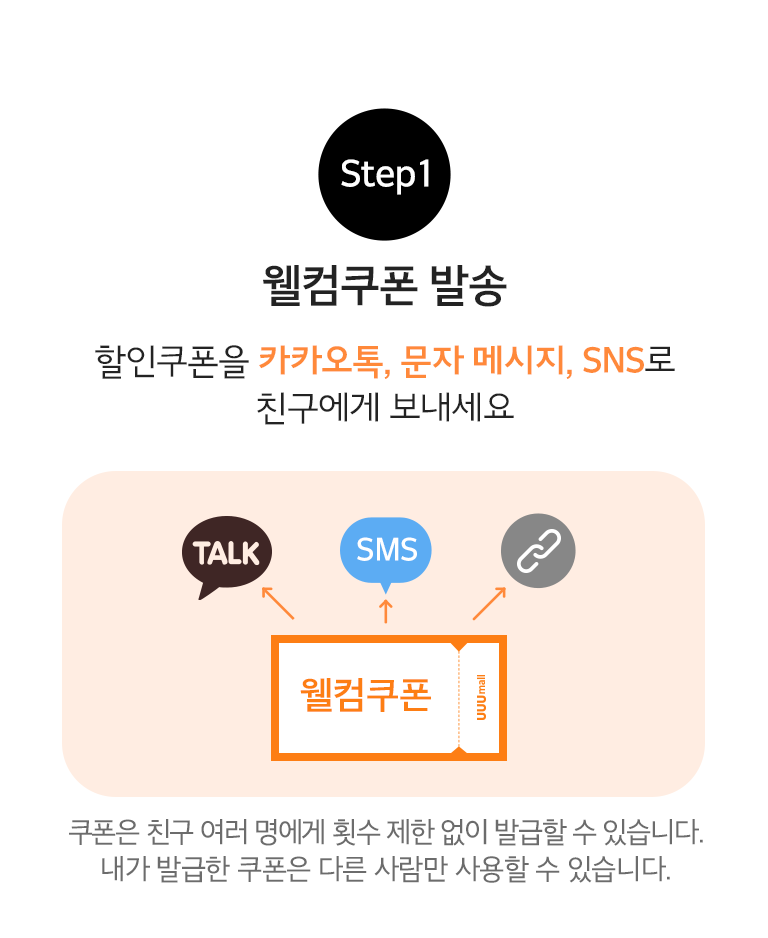 Step1
웰컴쿠폰 발송
할인쿠폰을 카카오톡, 문자 메시지, SNS로
친구에게 보내세요
TALK
SMS
웰컴쿠폰
UUUmall
쿠폰은 친구 여러 명에게 횟수 제한 없이 발급할 수 있습니다.
내가 발급한 쿠폰은 다른 사람만 사용할 수 있습니다.